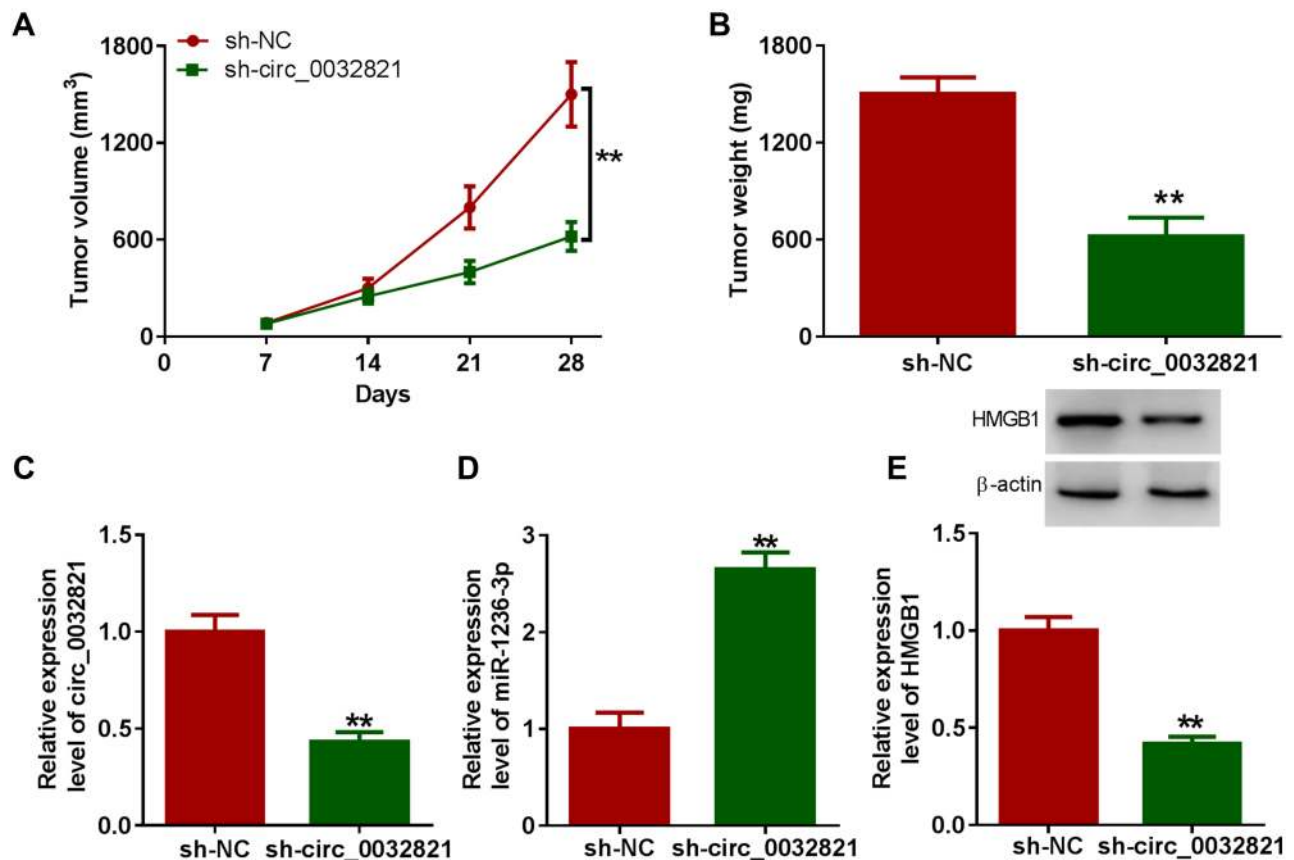 A
sh-NC
sh-circ_0032821
Tumor volume (mm³)
1800
1200
600
0
0 7 14 21 28
Days
**
B
Tumor weight (mg)
1800
1200
600
0
**
sh-NC sh-circ_0032821
C
Relative expression
level of circ_0032821
1.5
1.0
0.5
0.0
**
sh-NC sh-circ_0032821
D
Relative expression
level of miR-1236-3p
3
2
1
0
**
sh-NC sh-circ_0032821
E
HMGB1
β-actin
Relative expression
level of HMGB1
1.5
1.0
0.5
0.0
**
sh-NC sh-circ_0032821